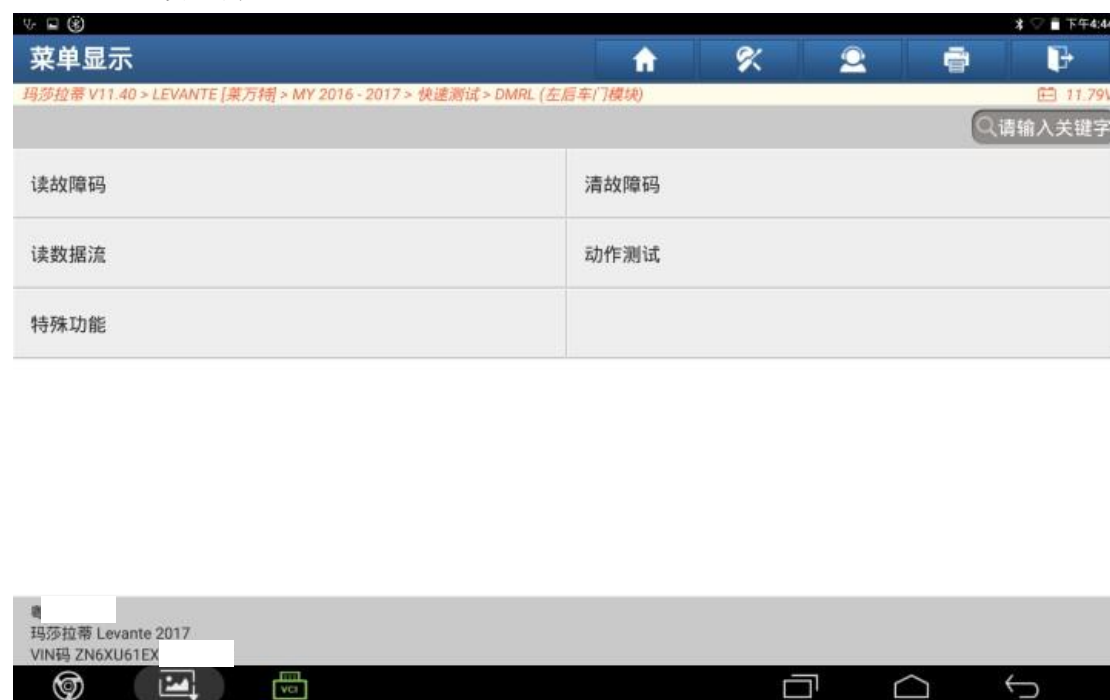 下午4:44
菜单显示
玛莎拉蒂 V11.40 > LEVANTE [莱万特] > MY 2016 - 2017 > 快速测试 > DMRL (左后车门模块)
11.79V
请输入关键字
读故障码
清故障码
读数据流
动作测试
特殊功能
玛莎拉蒂 Levante 2017
VIN码 ZN6XU61EX
VCI